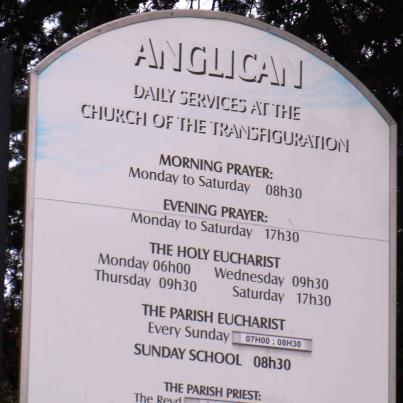 ANGLICAN
DAILY SERVICES AT THE
CHURCH OF THE TRANSFIGURATION
MORNING PRAYER:
Monday to Saturday 08h30
EVENING PRAYER:
Monday to Saturday 17h30
THE HOLY EUCHARIST
Monday 06h00 Wednesday 09h30
Thursday 09h30 Saturday 17h30
THE PARISH EUCHARIST
Every Sunday 07H00 : 08H30
SUNDAY SCHOOL 08h30
THE PARISH PRIEST:
The Revd